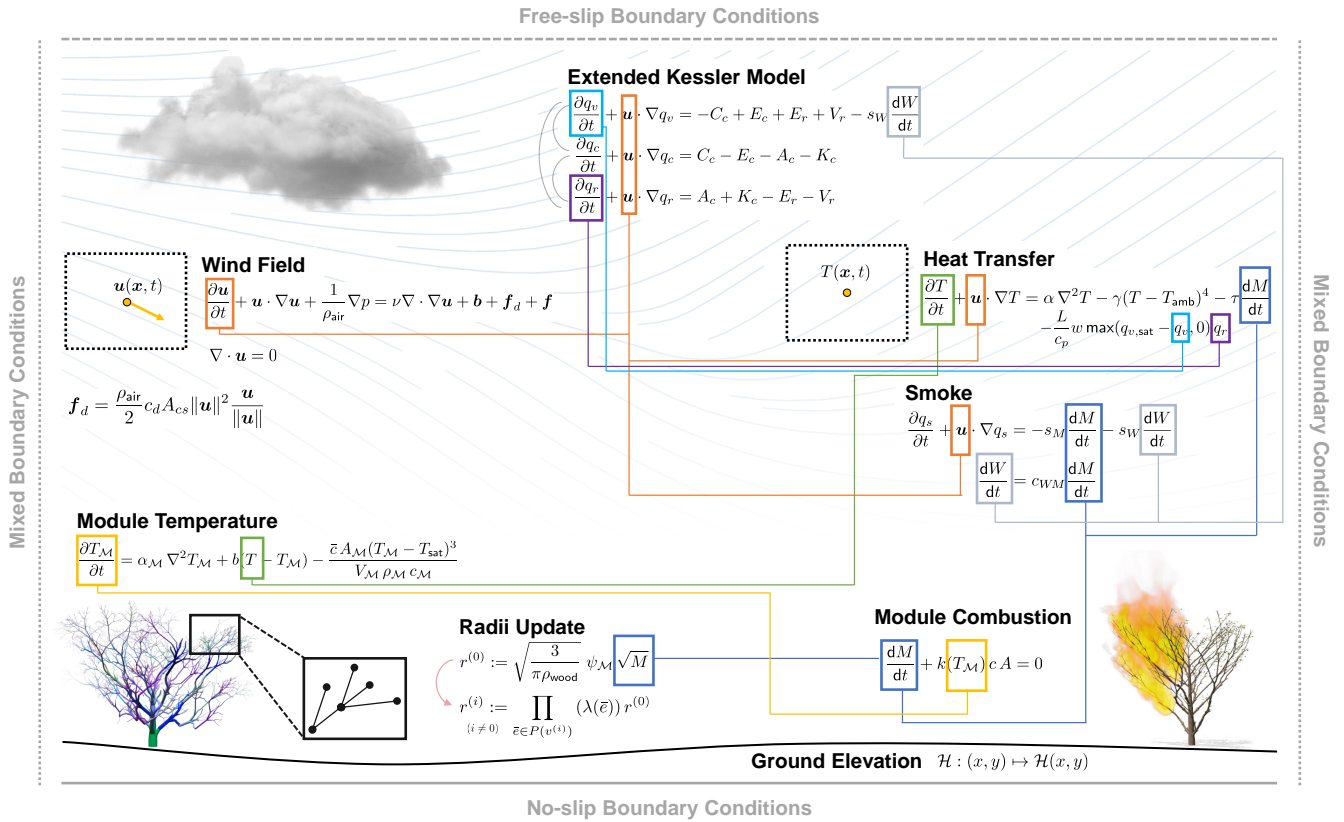 Free-slip Boundary Conditions
Mixed Boundary Conditions
Mixed Boundary Conditions
Extended Kessler Model
∂q_v/∂t + u · ∇q_v = −C_c + E_c + E_r + V_r − s_W dW/dt
∂q_c/∂t + u · ∇q_c = C_c − E_c − A_c − K_c
∂q_r/∂t + u · ∇q_r = A_c + K_c − E_r − V_r
u(x, t)
Wind Field
∂u/∂t + u · ∇u + 1/ρ_air ∇p = ν∇ · ∇u + b + f_d + f
∇ · u = 0
f_d = ρ_air/2 c_d A_cs ‖u‖² u/‖u‖
T(x, t)
Heat Transfer
∂T/∂t + u · ∇T = α ∇²T − γ(T − T_amb)⁴ − τ dM/dt
− L/c_p w max(q_v,sat − q_v, 0) q_r
Smoke
∂q_s/∂t + u · ∇q_s = −s_M dM/dt − s_W dW/dt
dW/dt = c_WM dM/dt
Module Temperature
∂T_ℳ/∂t = α_ℳ ∇²T_ℳ + b(T − T_ℳ) − c̄ A_ℳ(T_ℳ − T_sat)³ / V_ℳ ρ_ℳ c_ℳ
Radii Update
r^(0) := √(3/πρ_wood) ψ_ℳ √M
r^(i) := ∏ (λ(ē)) r^(0)
(i≠0) ē∈P(v^(i))
Module Combustion
dM/dt + k(T_ℳ) c A = 0
Ground Elevation ℋ : (x, y) ↦ ℋ(x, y)
No-slip Boundary Conditions